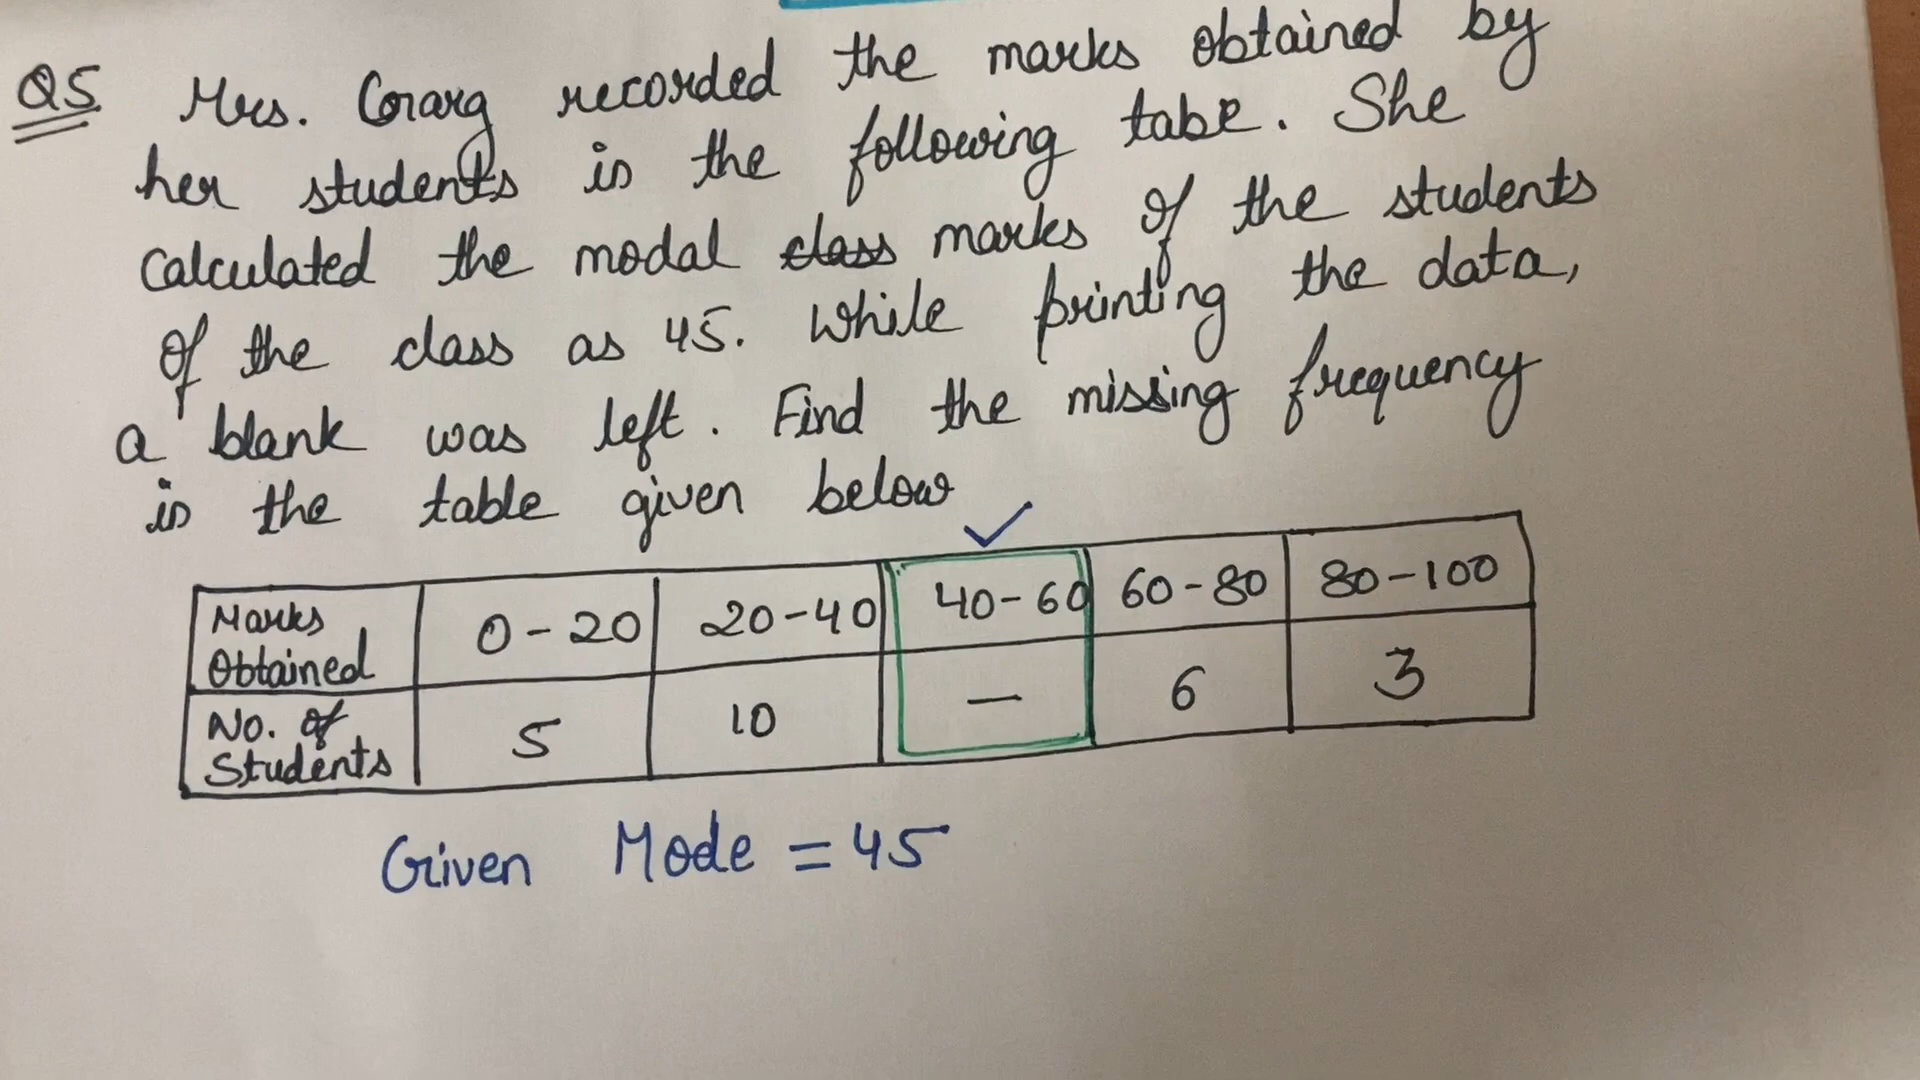 Q5 Mrs. Garg recorded the marks obtained by
her students in the following table. She
calculated the modal class marks of the students
of the class as 45. While printing the data,
a blank was left. Find the missing frequency
in the table given below
Marks Obtained 0-20 20-40 40-60 60-80 80-100
No. of Students 5 10 — 6 3
Given Mode = 45